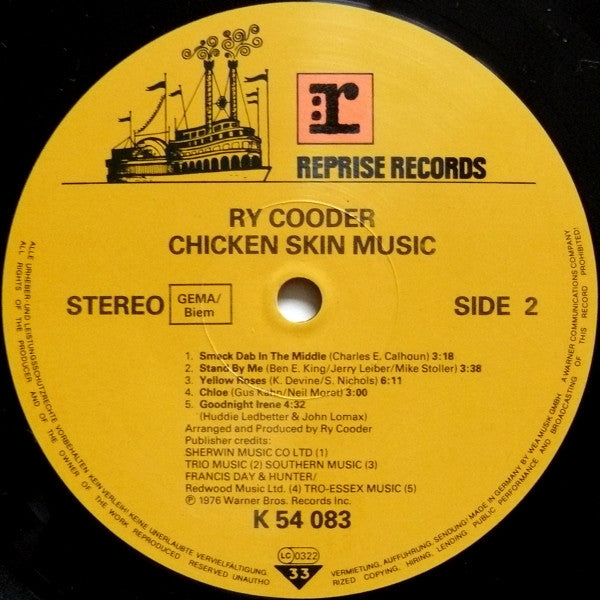 r
REPRISE RECORDS
RY COODER
CHICKEN SKIN MUSIC
STEREO
GEMA/
Biem
SIDE 2
1. Smack Dab In The Middle (Charles E. Calhoun) 3:18
2. Stand By Me (Ben E. King/Jerry Leiber/Mike Stoller) 3:38
3. Yellow Roses (K. Devine/S. Nichols) 6:11
4. Chloe (Gus Kahn/Neil Morat) 3:00
5. Goodnight Irene 4:32
(Huddie Ledbetter & John Lomax)
Arranged and Produced by Ry Cooder
Publisher credits:
SHERWIN MUSIC CO LTD (1)
TRIO MUSIC (2) SOUTHERN MUSIC (3)
FRANCIS DAY & HUNTER/
Redwood Music Ltd. (4) TRO-ESSEX MUSIC (5)
℗ 1976 Warner Bros. Records Inc.
K 54 083
LC 0322
33
ALLE URHEBER- UND LEISTUNGSSCHUTZRECHTE VORBEHALTEN KEIN VERLEIH! KEINE UNERLAUBTE VERVIELFÄLTIGUNG, VERMIETUNG, AUFFÜHRUNG, SENDUNG! MADE IN GERMANY BY WEA MUSIK GMBH · A WARNER COMMUNICATIONS COMPANY
ALL RIGHTS OF THE PRODUCER AND OF THE OWNER OF THE WORK REPRODUCED RESERVED UNAUTHORIZED COPYING, HIRING, LENDING PUBLIC PERFORMANCE AND BROADCASTING OF THIS RECORD PROHIBITED!